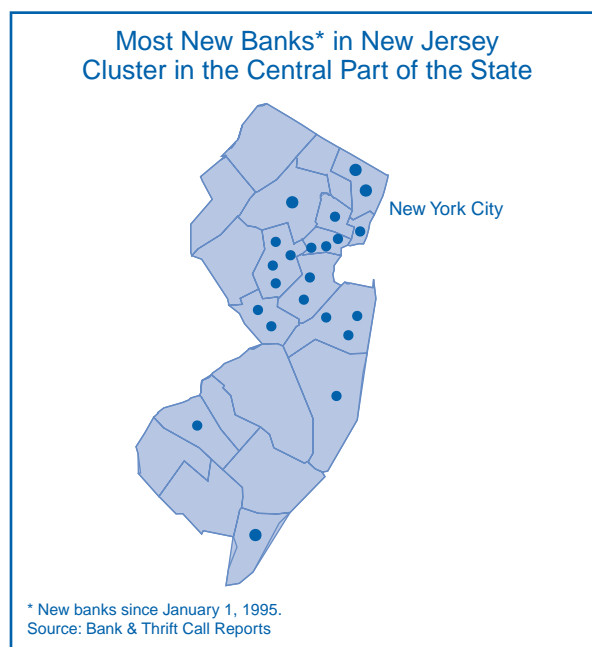 Most New Banks* in New Jersey
Cluster in the Central Part of the State
New York City
* New banks since January 1, 1995.
Source: Bank & Thrift Call Reports